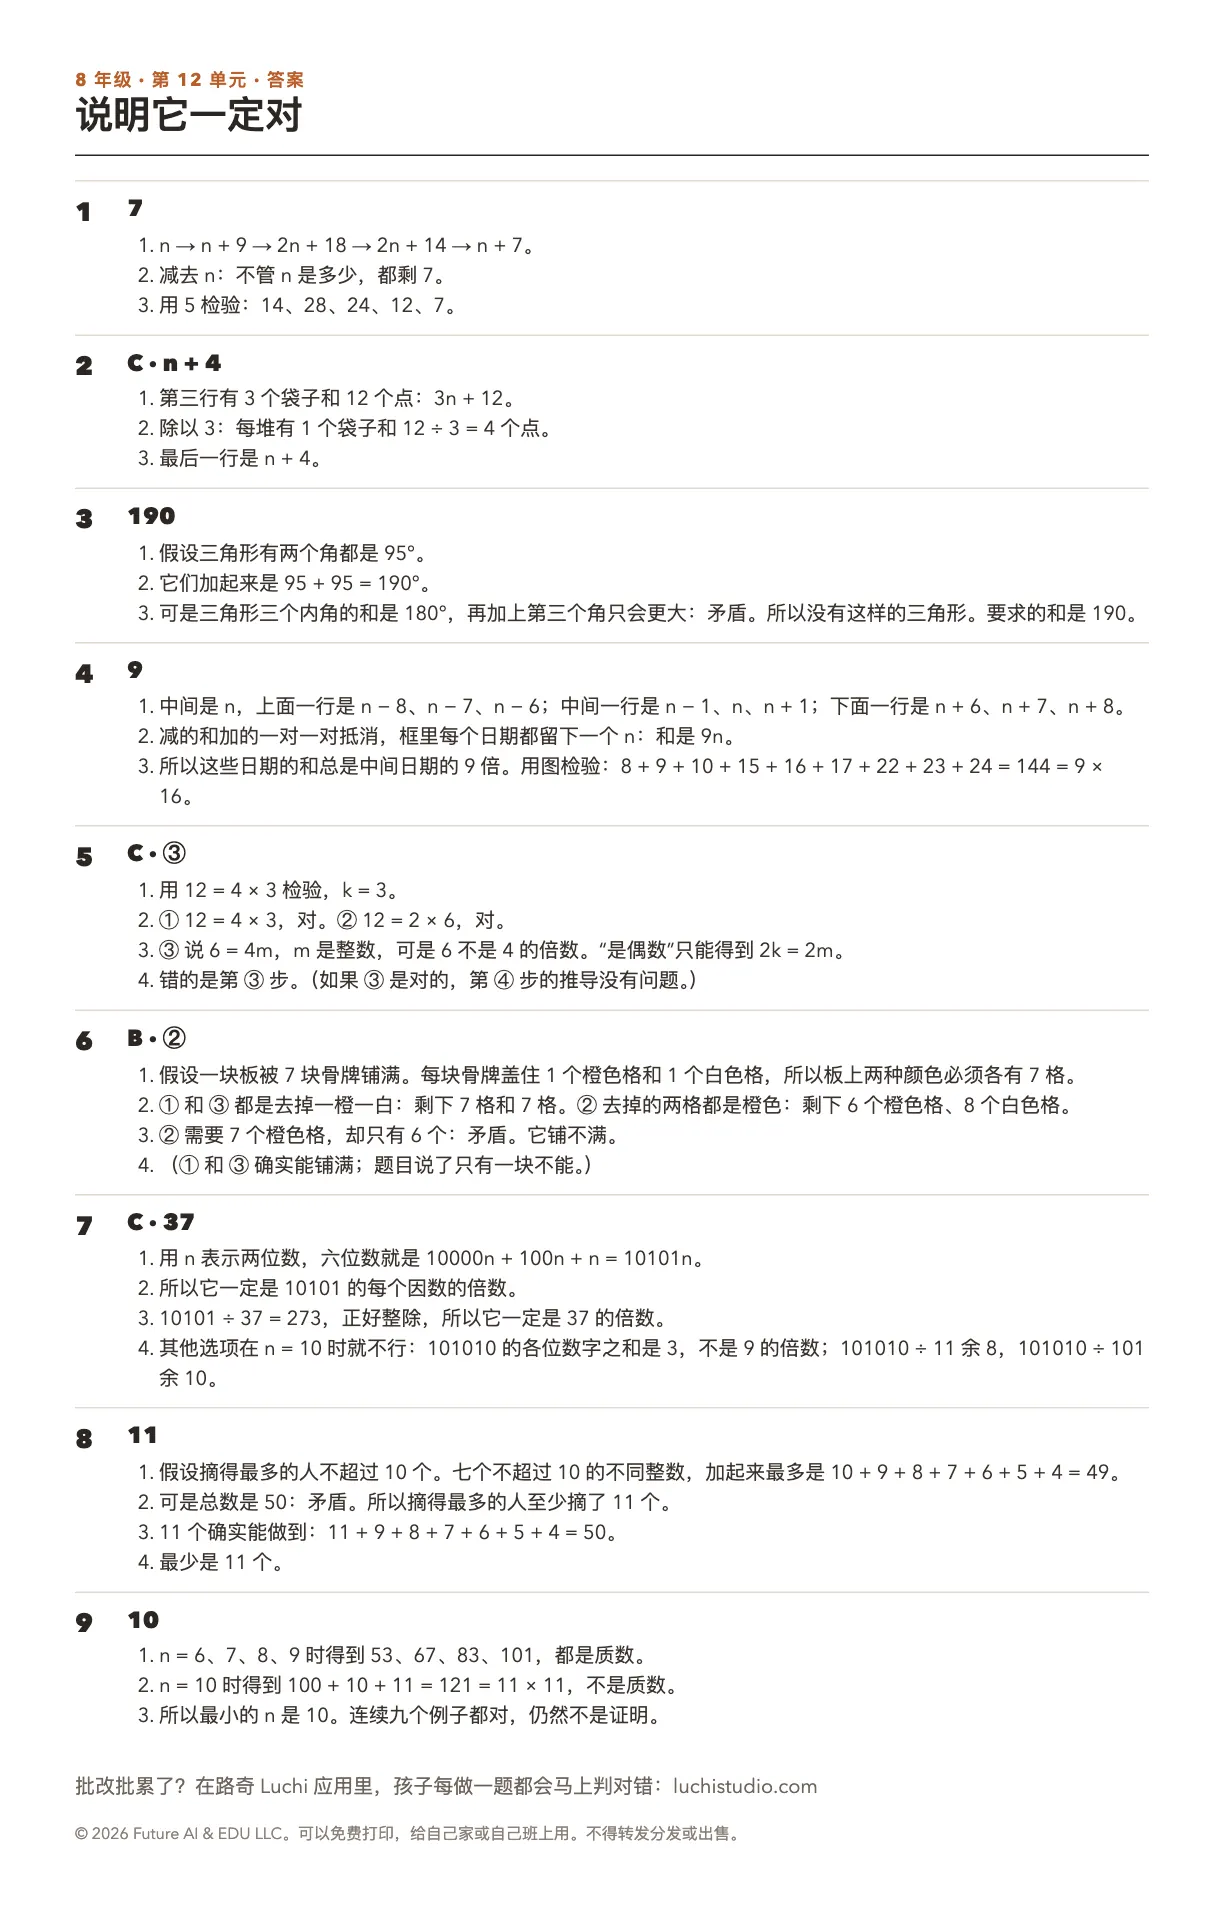 8 年级·第 12 单元·答案
说明它一定对
1 7
1. n → n + 9 → 2n + 18 → 2n + 14 → n + 7。
2. 减去 n：不管 n 是多少，都剩 7。
3. 用 5 检验：14、28、24、12、7。
2 C · n + 4
1. 第三行有 3 个袋子和 12 个点：3n + 12。
2. 除以 3：每堆有 1 个袋子和 12 ÷ 3 = 4 个点。
3. 最后一行是 n + 4。
3 190
1. 假设三角形有两个角都是 95°。
2. 它们加起来是 95 + 95 = 190°。
3. 可是三角形三个内角的和是 180°，再加上第三个角只会更大：矛盾。所以没有这样的三角形。要求的和是 190。
4 9
1. 中间是 n，上面一行是 n − 8、n − 7、n − 6；中间一行是 n − 1、n、n + 1；下面一行是 n + 6、n + 7、n + 8。
2. 减的和加的一对一对抵消，框里每个日期都留下一个 n：和是 9n。
3. 所以这些日期的和总是中间日期的 9 倍。用图检验：8 + 9 + 10 + 15 + 16 + 17 + 22 + 23 + 24 = 144 = 9 ×
16。
5 C · ③
1. 用 12 = 4 × 3 检验，k = 3。
2. ① 12 = 4 × 3，对。② 12 = 2 × 6，对。
3. ③ 说 6 = 4m，m 是整数，可是 6 不是 4 的倍数。“是偶数”只能得到 2k = 2m。
4. 错的是第 ③ 步。（如果 ③ 是对的，第 ④ 步的推导没有问题。）
6 B · ②
1. 假设一块板被 7 块骨牌铺满。每块骨牌盖住 1 个橙色格和 1 个白色格，所以板上两种颜色必须各有 7 格。
2. ① 和 ③ 都是去掉一橙一白：剩下 7 格和 7 格。② 去掉的两格都是橙色：剩下 6 个橙色格、8 个白色格。
3. ② 需要 7 个橙色格，却只有 6 个：矛盾。它铺不满。
4. （① 和 ③ 确实能铺满；题目说了只有一块不能。）
7 C · 37
1. 用 n 表示两位数，六位数就是 10000n + 100n + n = 10101n。
2. 所以它一定是 10101 的每个因数的倍数。
3. 10101 ÷ 37 = 273，正好整除，所以它一定是 37 的倍数。
4. 其他选项在 n = 10 时就不行：101010 的各位数字之和是 3，不是 9 的倍数；101010 ÷ 11 余 8，101010 ÷ 101
余 10。
8 11
1. 假设摘得最多的人不超过 10 个。七个不超过 10 的不同整数，加起来最多是 10 + 9 + 8 + 7 + 6 + 5 + 4 = 49。
2. 可是总数是 50：矛盾。所以摘得最多的人至少摘了 11 个。
3. 11 个确实能做到：11 + 9 + 8 + 7 + 6 + 5 + 4 = 50。
4. 最少是 11 个。
9 10
1. n = 6、7、8、9 时得到 53、67、83、101，都是质数。
2. n = 10 时得到 100 + 10 + 11 = 121 = 11 × 11，不是质数。
3. 所以最小的 n 是 10。连续九个例子都对，仍然不是证明。
批改批累了？在路奇 Luchi 应用里，孩子每做一题都会马上判对错：luchistudio.com
© 2026 Future AI & EDU LLC。可以免费打印，给自己家或自己班上用。不得转发分发或出售。